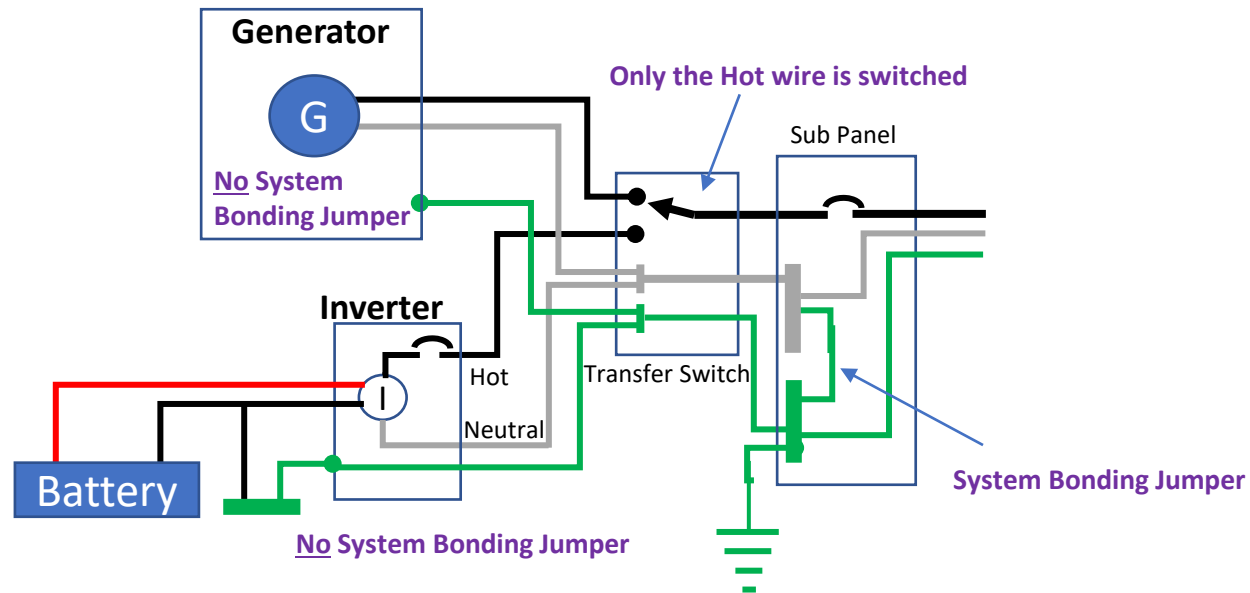 Generator
G
No System
Bonding Jumper
Only the Hot wire is switched
Sub Panel
Inverter
I
Hot
Transfer Switch
Neutral
Battery
System Bonding Jumper
No System Bonding Jumper